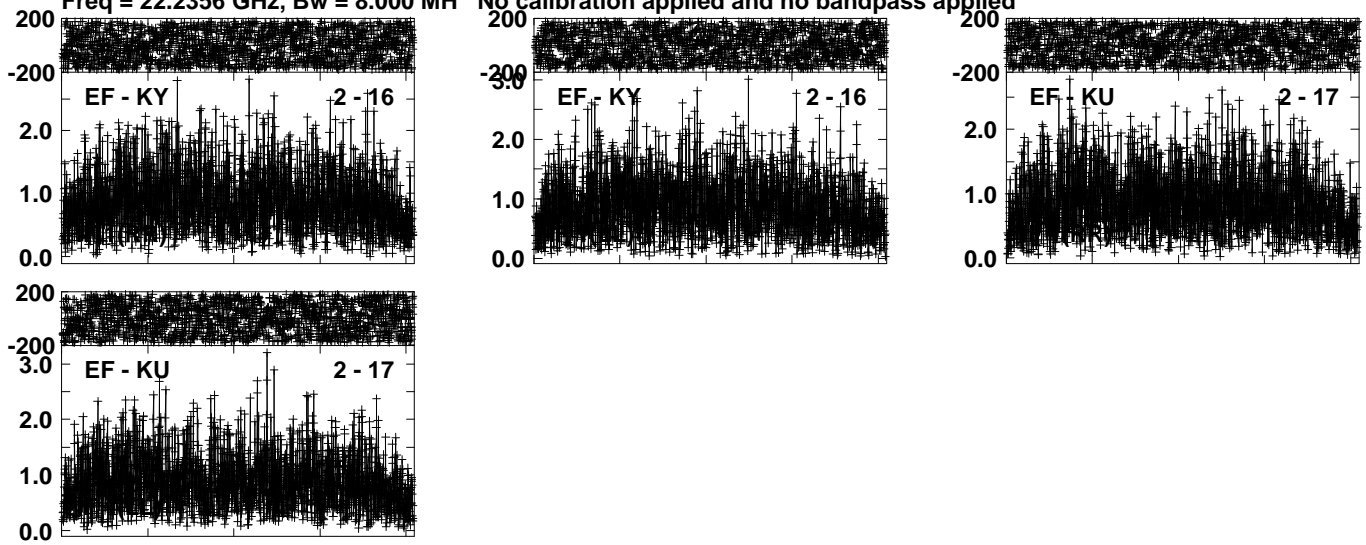 Freq = 22.2356 GHz, Bw = 8.000 MH No calibration applied and no bandpass applied
200 200 200
-200 -200 -200
3.0
EF - KY 2 - 16 EF - KY 2 - 16 EF - KU 2 - 17
2.0 2.0 2.0
1.0 1.0 1.0
0.0 0.0 0.0
200
-200
3.0
EF - KU 2 - 17
2.0
1.0
0.0